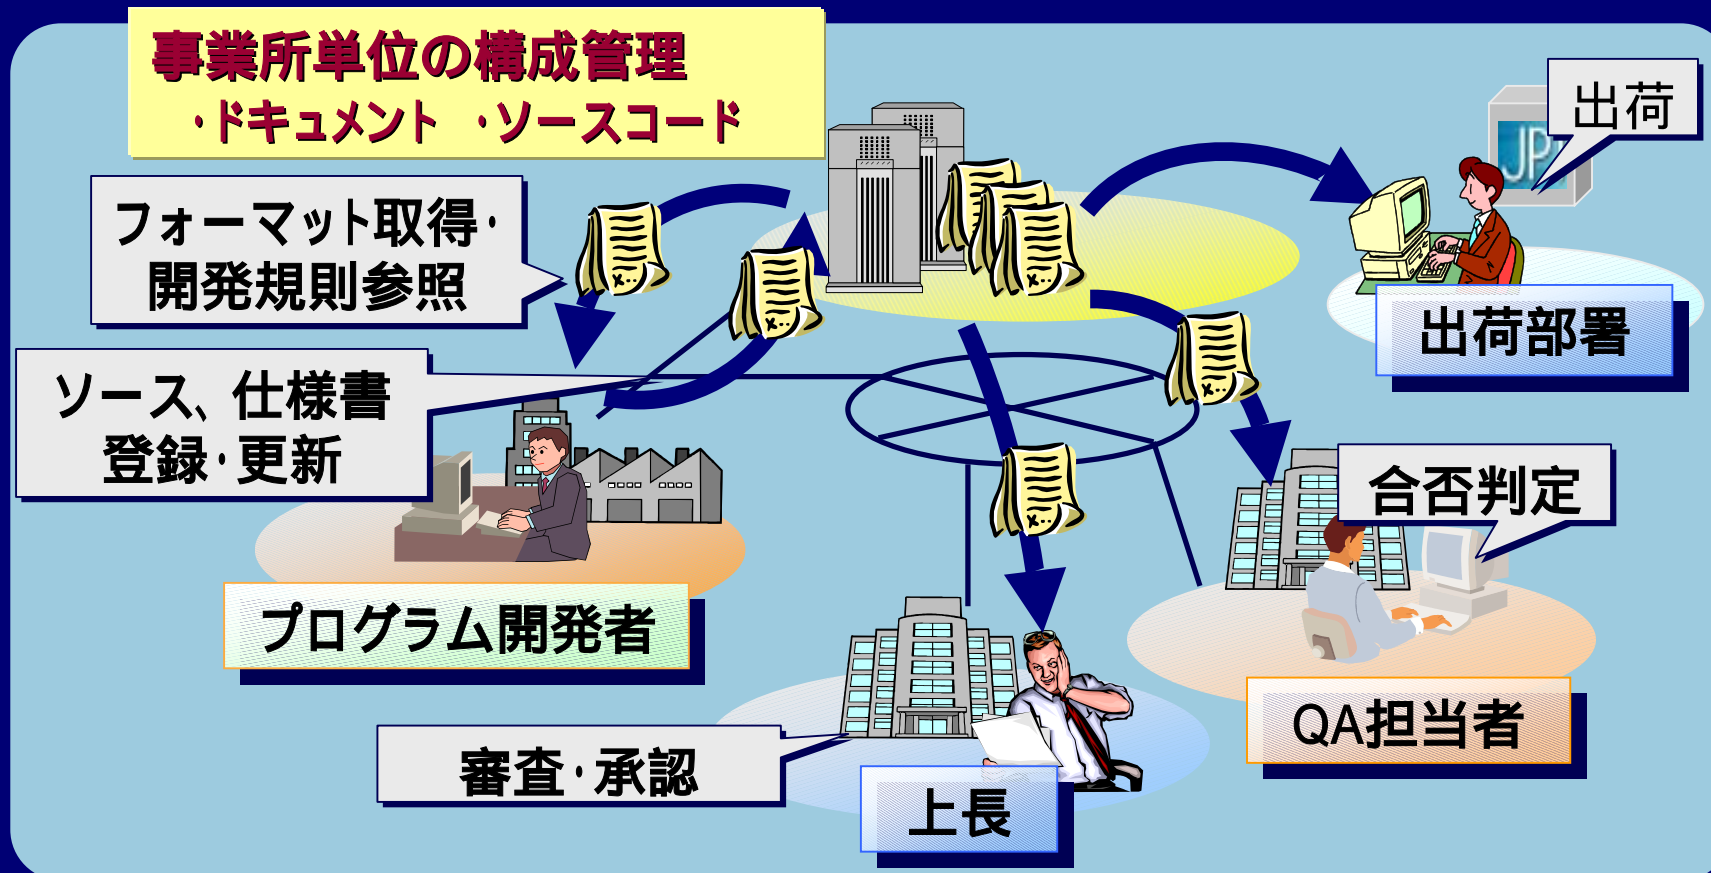 事業所単位の構成管理
・ドキュメント ・ソースコード
出荷
JP1
フォーマット取得・
開発規則参照
出荷部署
ソース、仕様書
登録・更新
合否判定
プログラム開発者
QA担当者
審査・承認
上長